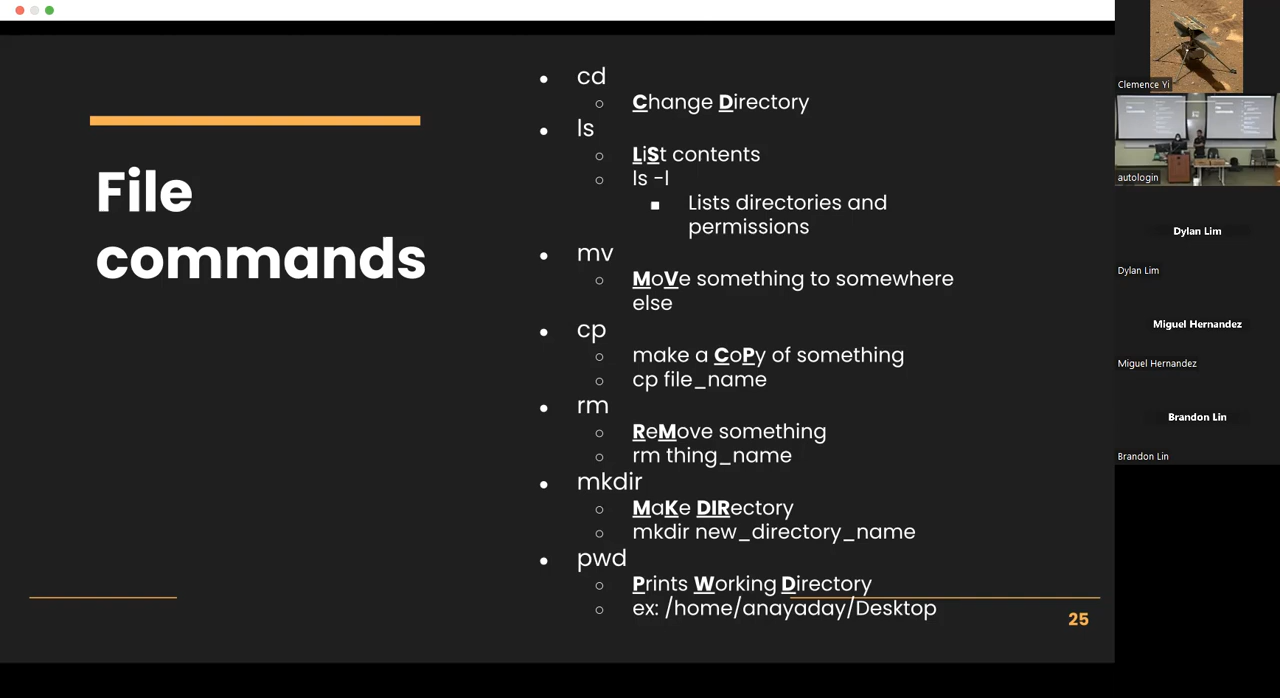 File
commands
cd
Change Directory
ls
LiSt contents
ls -l
Lists directories and
permissions
mv
MoVe something to somewhere
else
cp
make a CoPy of something
cp file_name
rm
ReMove something
rm thing_name
mkdir
MaKe DIRectory
mkdir new_directory_name
pwd
Prints Working Directory
ex: /home/anayaday/Desktop
25
Clemence Yi
autologin
Dylan Lim
Dylan Lim
Miguel Hernandez
Miguel Hernandez
Brandon Lin
Brandon Lin